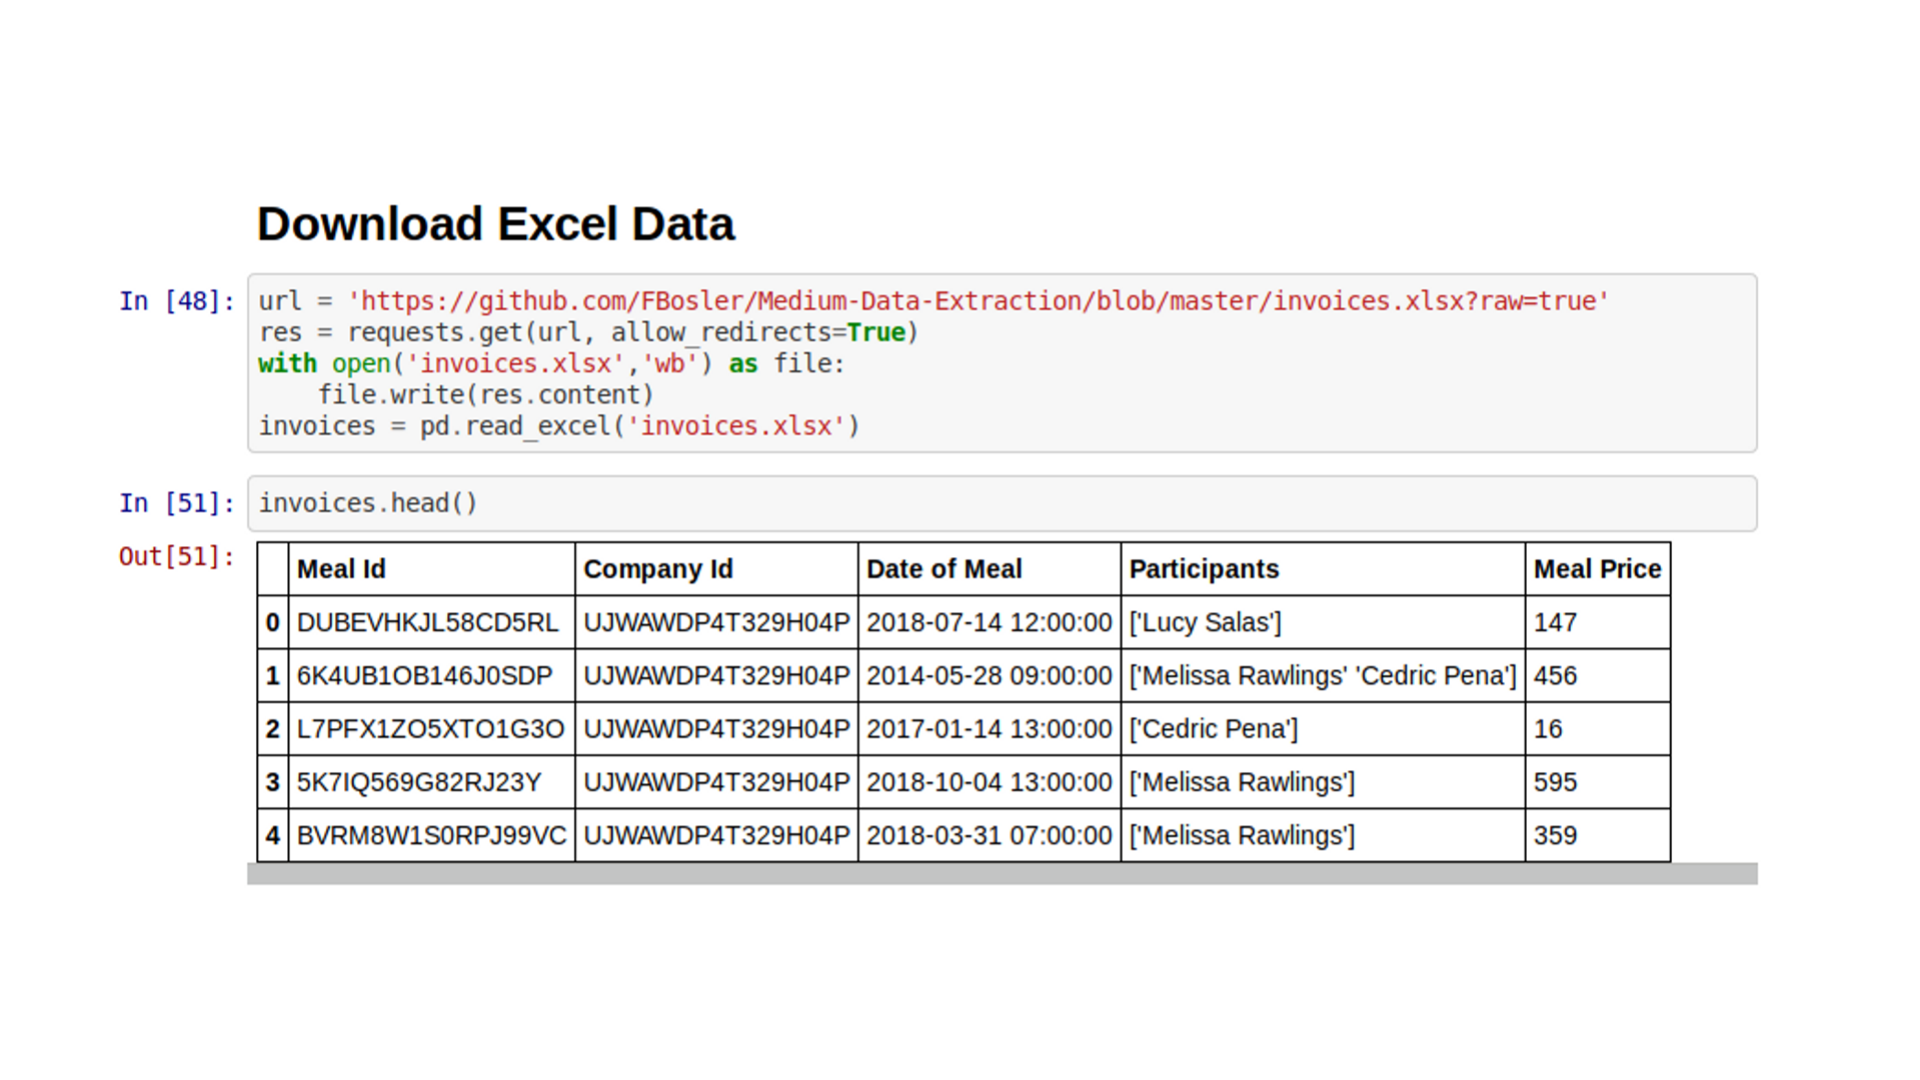 Download Excel Data
In [48]:
url = 'https://github.com/FBosler/Medium-Data-Extraction/blob/master/invoices.xlsx?raw=true'
res = requests.get(url, allow_redirects=True)
with open('invoices.xlsx','wb') as file:
    file.write(res.content)
invoices = pd.read_excel('invoices.xlsx')
In [51]:
invoices.head()
Out[51]:
Meal Id Company Id Date of Meal Participants Meal Price
0 DUBEVHKJL58CD5RL UJWAWDP4T329H04P 2018-07-14 12:00:00 ['Lucy Salas'] 147
1 6K4UB1OB146J0SDP UJWAWDP4T329H04P 2014-05-28 09:00:00 ['Melissa Rawlings' 'Cedric Pena'] 456
2 L7PFX1ZO5XTO1G3O UJWAWDP4T329H04P 2017-01-14 13:00:00 ['Cedric Pena'] 16
3 5K7IQ569G82RJ23Y UJWAWDP4T329H04P 2018-10-04 13:00:00 ['Melissa Rawlings'] 595
4 BVRM8W1S0RPJ99VC UJWAWDP4T329H04P 2018-03-31 07:00:00 ['Melissa Rawlings'] 359